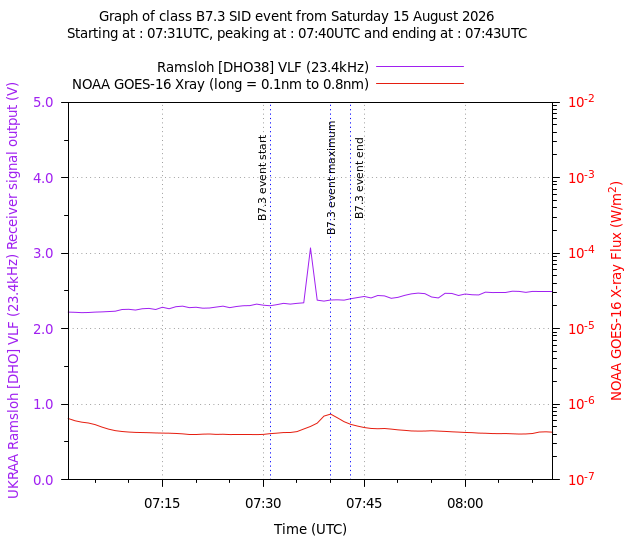 Graph of class B7.3 SID event from Saturday 15 August 2026
Starting at : 07:31UTC, peaking at : 07:40UTC and ending at : 07:43UTC
Ramsloh [DHO38] VLF (23.4kHz)
NOAA GOES-16 Xray (long = 0.1nm to 0.8nm)
UKRAA Ramsloh [DHO] VLF (23.4kHz) Receiver signal output (V)
5.0
4.0
3.0
2.0
1.0
0.0
B7.3 event start
B7.3 event maximum
B7.3 event end
10-2
10-3
10-4
10-5
10-6
10-7
NOAA GOES-16 X-ray Flux (W/m2)
07:15 07:30 07:45 08:00
Time (UTC)